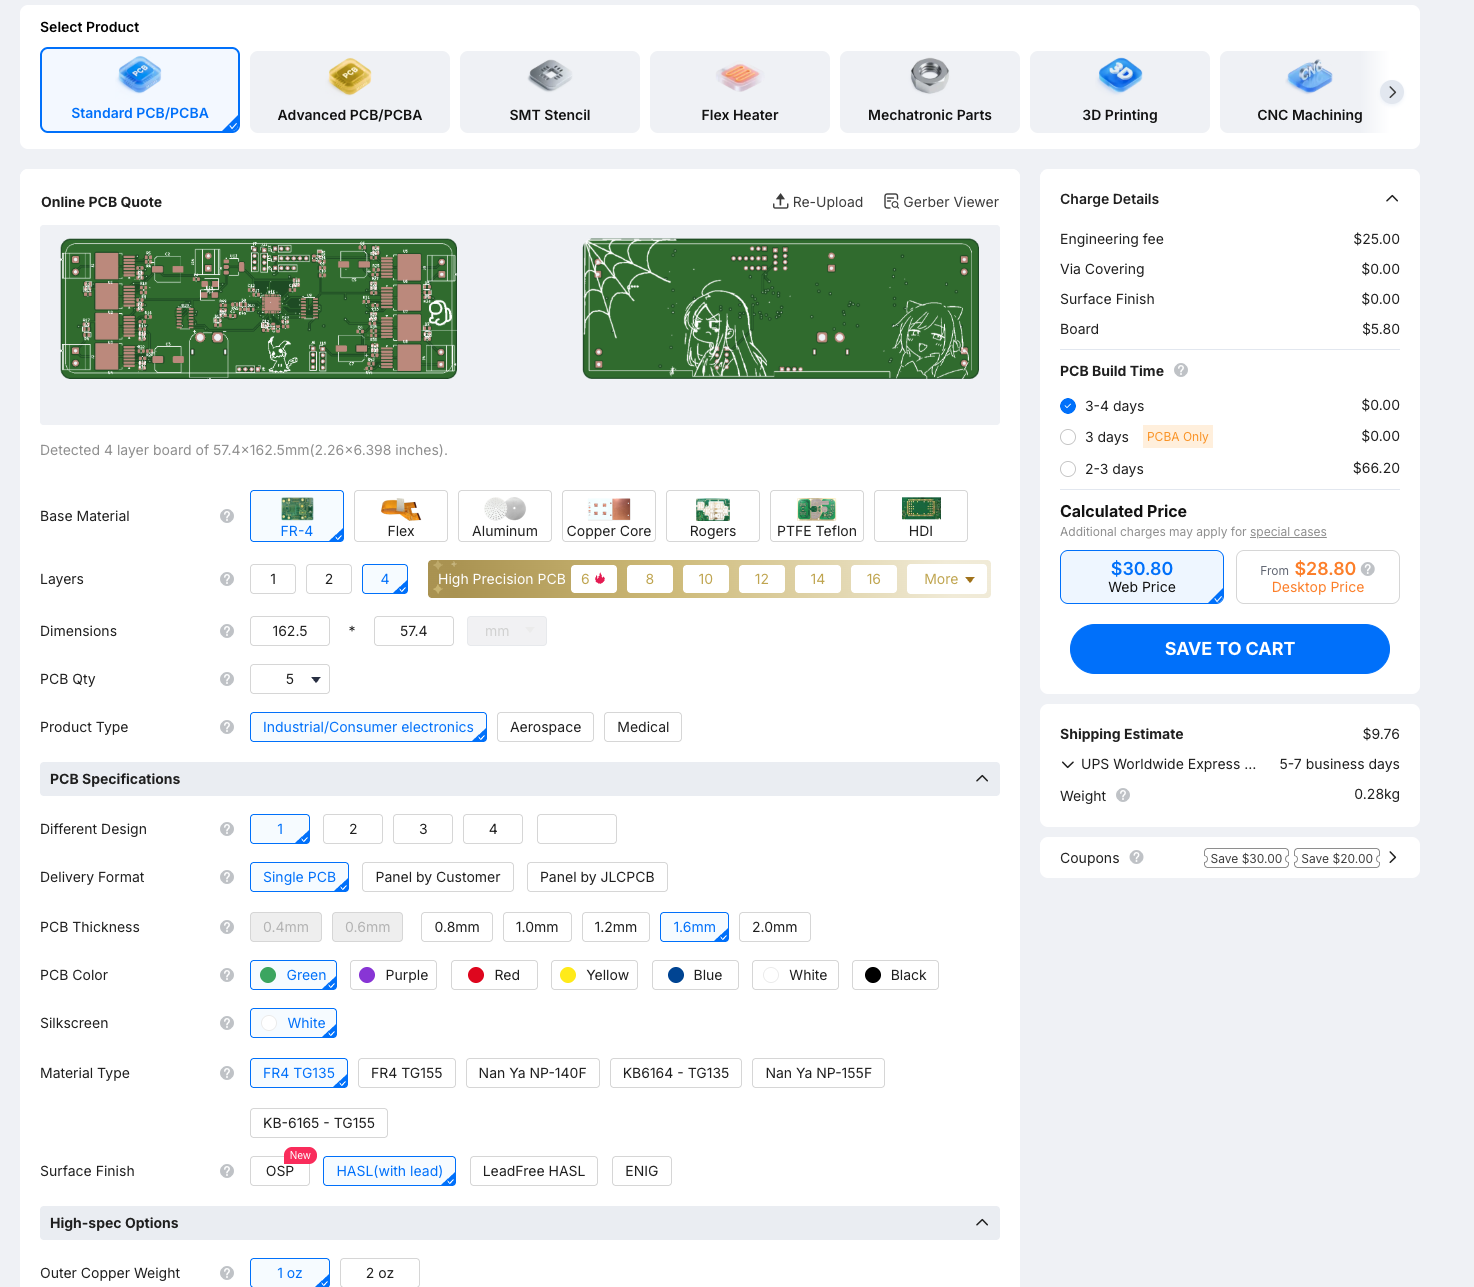 Select Product
Standard PCB/PCBA
Advanced PCB/PCBA
SMT Stencil
Flex Heater
Mechatronic Parts
3D Printing
CNC Machining
Online PCB Quote
Re-Upload
Gerber Viewer
Detected 4 layer board of 57.4×162.5mm(2.26×6.398 inches).
Base Material
FR-4
Flex
Aluminum
Copper Core
Rogers
PTFE Teflon
HDI
Layers
1
2
4
High Precision PCB
6
8
10
12
14
16
More
Dimensions
162.5
*
57.4
mm
PCB Qty
5
Product Type
Industrial/Consumer electronics
Aerospace
Medical
PCB Specifications
Different Design
1
2
3
4
Delivery Format
Single PCB
Panel by Customer
Panel by JLCPCB
PCB Thickness
0.4mm
0.6mm
0.8mm
1.0mm
1.2mm
1.6mm
2.0mm
PCB Color
Green
Purple
Red
Yellow
Blue
White
Black
Silkscreen
White
Material Type
FR4 TG135
FR4 TG155
Nan Ya NP-140F
KB6164 - TG135
Nan Ya NP-155F
KB-6165 - TG155
Surface Finish
OSP
New
HASL(with lead)
LeadFree HASL
ENIG
High-spec Options
Outer Copper Weight
1 oz
2 oz
Charge Details
Engineering fee $25.00
Via Covering $0.00
Surface Finish $0.00
Board $5.80
PCB Build Time
3-4 days $0.00
3 days PCBA Only $0.00
2-3 days $66.20
Calculated Price
Additional charges may apply for special cases
$30.80
Web Price
From $28.80
Desktop Price
SAVE TO CART
Shipping Estimate $9.76
UPS Worldwide Express ... 5-7 business days
Weight 0.28kg
Coupons Save $30.00 Save $20.00